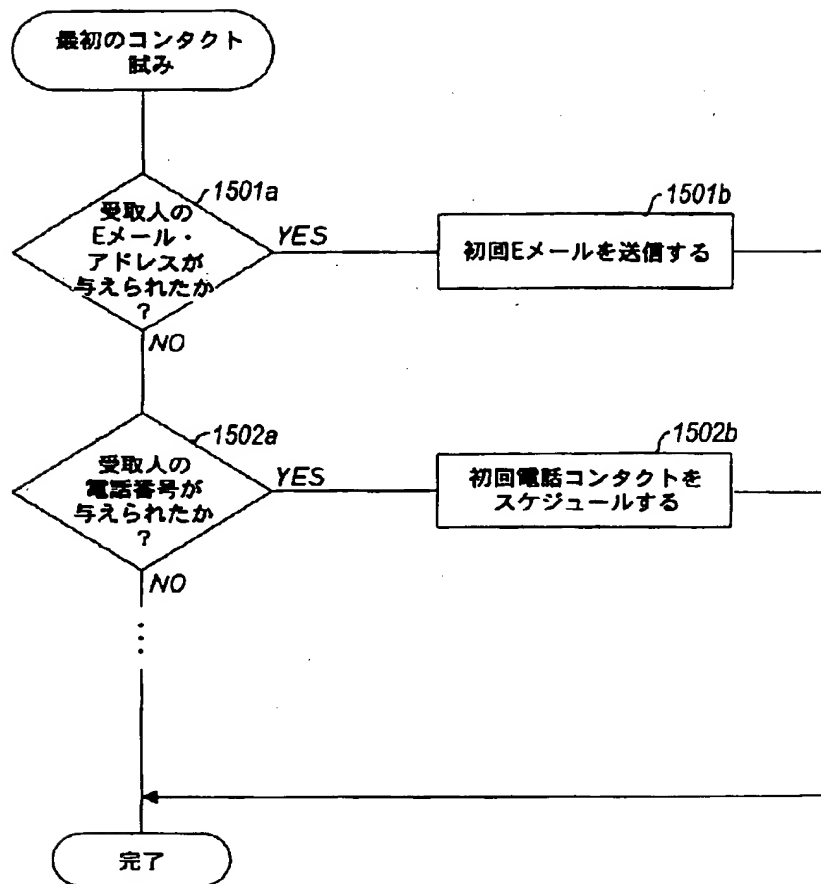 最初のコンタクト
試み
1501a
受取人の
Eメール・
アドレスが
与えられたか
?
YES
1501b
初回Eメールを送信する
NO
1502a
受取人の
電話番号が
与えられたか
?
YES
1502b
初回電話コンタクトを
スケジュールする
NO
完了